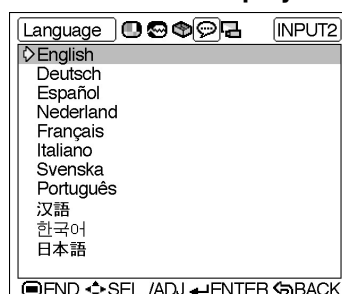 Language INPUT2
English
Deutsch
Español
Nederland
Français
Italiano
Svenska
Português
汉語
한국어
日本語
END SEL./ADJ. ENTER BACK